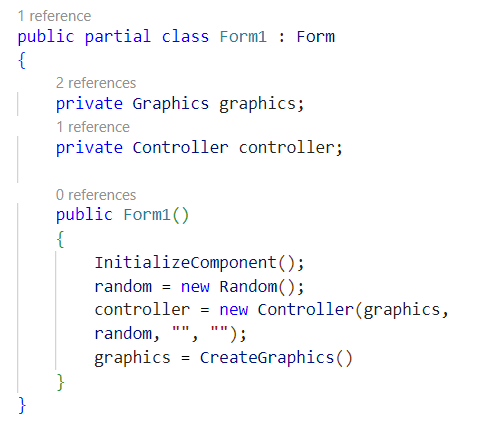 1 reference
public partial class Form1 : Form
{
2 references
private Graphics graphics;
1 reference
private Controller controller;
0 references
public Form1()
{
InitializeComponent();
random = new Random();
controller = new Controller(graphics,
random, "", "");
graphics = CreateGraphics()
}
}